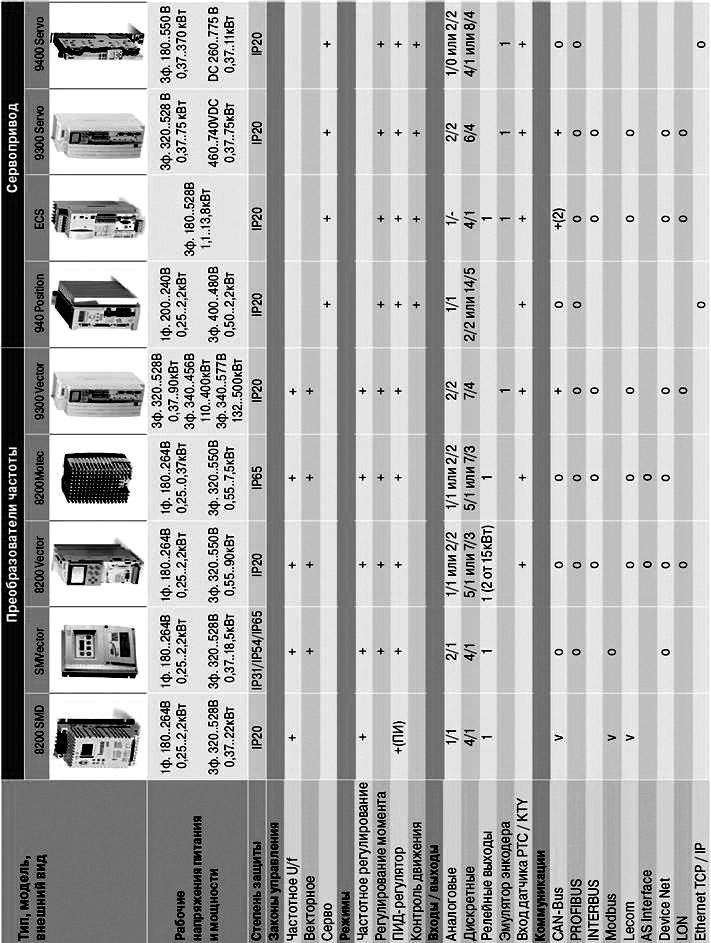 Тип, модель, Преобразователи частоты Сервопривод
внешний вид 8200 SMD SMVector 8200 Vector 8200 Motec 9300 Vector 940 Position ECS 9300 Servo 9400 Servo
Рабочие
напряжения питания
и мощности
1ф. 180..264В
0,25..2,2кВт
3ф. 320..528В
0,37..22кВт
1ф. 180..264В
0,25..2,2кВт
3ф. 320..528В
0,37..18,5кВт
1ф. 180..264В
0,25..2,2кВт
3ф. 320..550В
0,55..90кВт
1ф. 180..264В
0,25..0,37кВт
3ф. 320..550В
0,55..7,5кВт
3ф. 320..528В
0,37..90кВт
3ф. 340..456В
110..400кВт
3ф. 340..577В
132..500кВт
1ф. 200..240В
0,25..2,2кВт
3ф. 400..480В
0,50..2,2кВт
3ф. 180..528В
1,1..13,8кВт
3ф. 320..528 В
0,37..75 кВт
460..740VDC
0,37..75кВт
3ф. 180..550 В
0,37..370 кВт
DC 260..775 В
0,37..11кВт
Степень защиты IP20 IP31/IP54/IP65 IP20 IP65 IP20 IP20 IP20 IP20 IP20
Законы управления
Частотное U/f + + + + +
Векторное + + + +
Серво + + + +
Режимы
Частотное регулирование + + + + +
Регулирование момента + + + + + + + +
ПИД-регулятор +(ПИ) + + + + + + + +
Контроль движения + + + +
Входы / выходы
Аналоговые 1/1 2/1 1/1 или 2/2 1/1 или 2/2 2/2 1/1 1/- 2/2 1/0 или 2/2
Дискретные 4/1 4/1 5/1 или 7/3 5/1 или 7/3 7/4 2/2 или 14/5 4/1 6/4 4/1 или 8/4
Релейные выходы 1 1 1 (2 от 15кВт) 1 1
Эмулятор энкодера 1 1 1 1
Вход датчика PTC / KTY + + + + + + +
Коммуникации
CAN-Bus v o o o + o +(2) + o
PROFIBUS o o o o o o o o
INTERBUS o o o o o
Modbus v o
Lecom v o o o o o
AS Interface o o
Device Net o o o o o o
LON o o o o
Ethernet TCP / IP o o